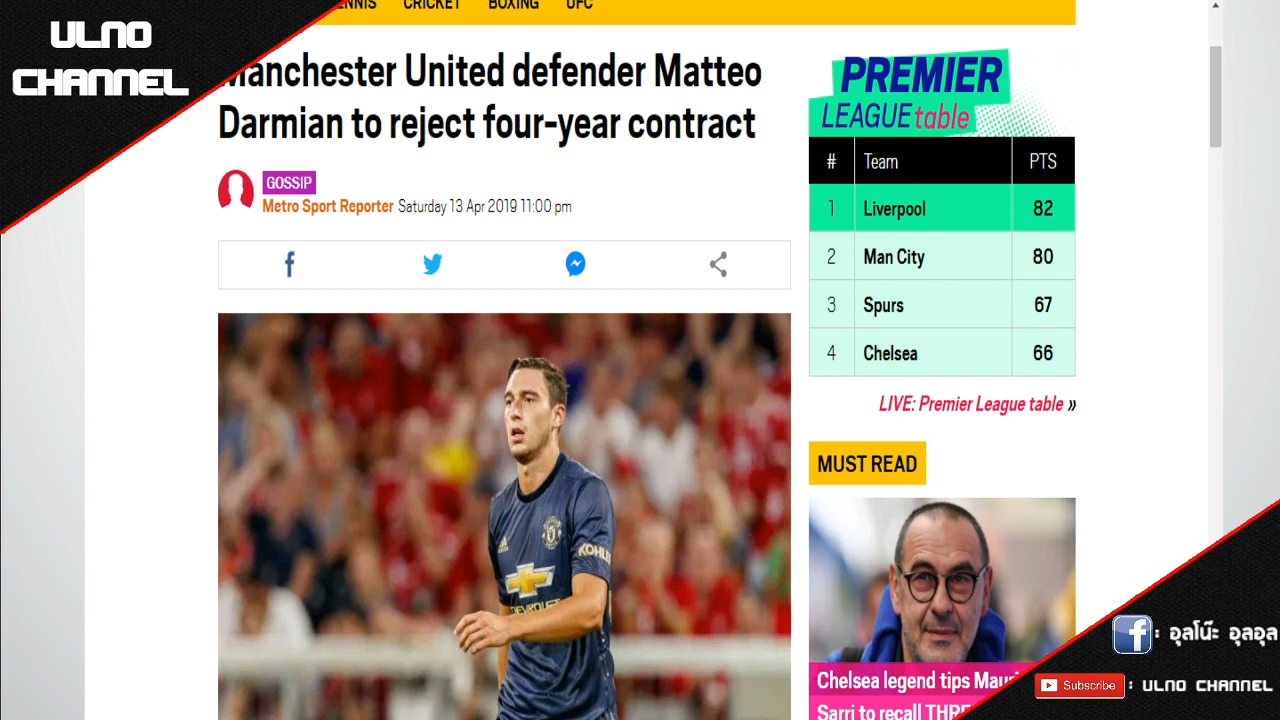 ULNO
CHANNEL
CRICKET BOXING UFC
Manchester United defender Matteo
Darmian to reject four-year contract
GOSSIP
Metro Sport Reporter Saturday 13 Apr 2019 11:00 pm
PREMIER
LEAGUE table
# Team PTS
1 Liverpool 82
2 Man City 80
3 Spurs 67
4 Chelsea 66
LIVE: Premier League table »
MUST READ
KOHLE
CHEVROLET
Chelsea legend tips Mauri
Sarri to recall THRE
: อุลโน๊ะ อุลอุล
Subscribe : ULNO CHANNEL